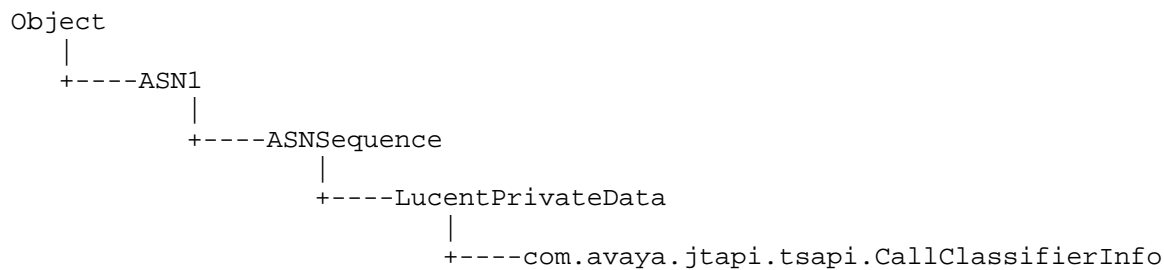 Object
   |
   +----ASN1
           |
           +----ASNSequence
                   |
                   +----LucentPrivateData
                           |
                           +----com.avaya.jtapi.tsapi.CallClassifierInfo